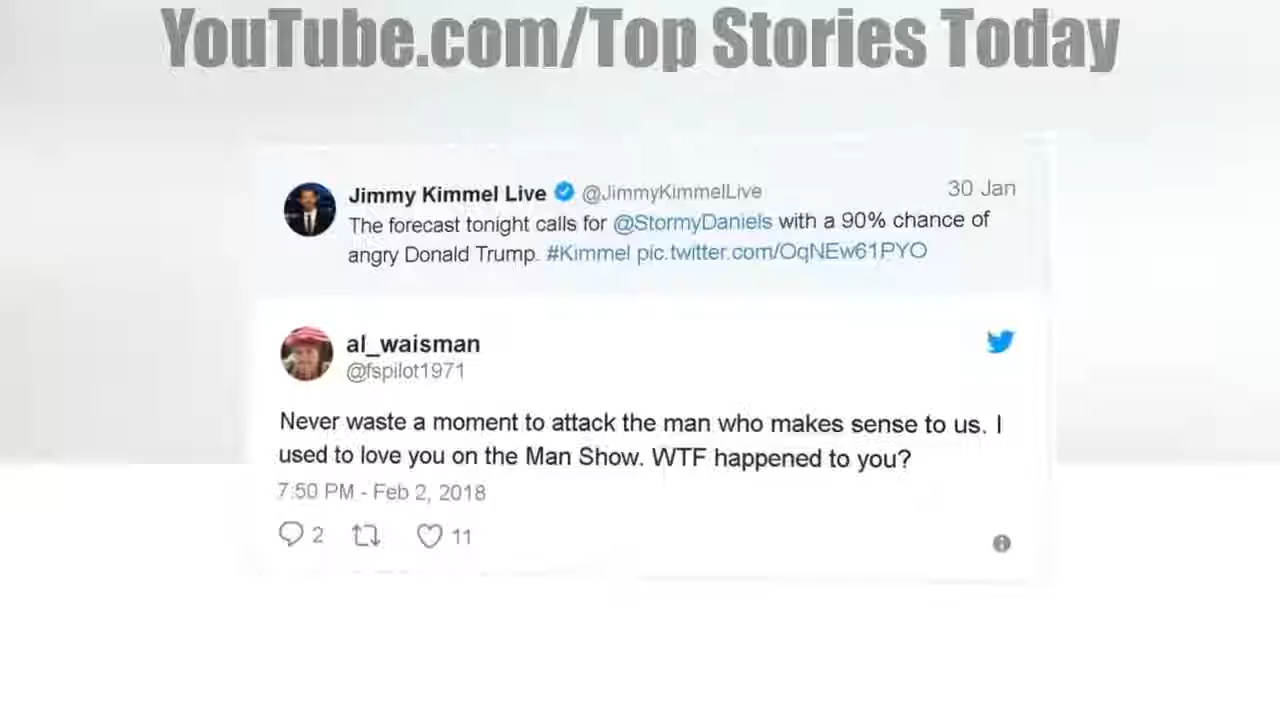 YouTube.com/Top Stories Today
Jimmy Kimmel Live @JimmyKimmelLive 30 Jan
The forecast tonight calls for @StormyDaniels with a 90% chance of
angry Donald Trump. #Kimmel pic.twitter.com/OqNEw61PYO
al_waisman
@fspilot1971
Never waste a moment to attack the man who makes sense to us. I
used to love you on the Man Show. WTF happened to you?
7:50 PM - Feb 2, 2018
2 11